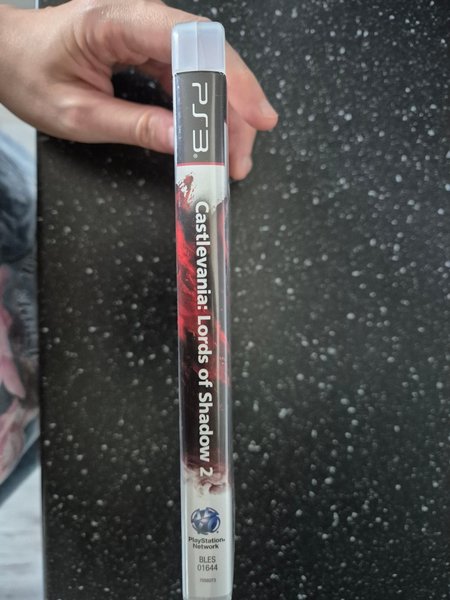 PS3
Castlevania: Lords of Shadow 2
PlayStation
Network
BLES
01644